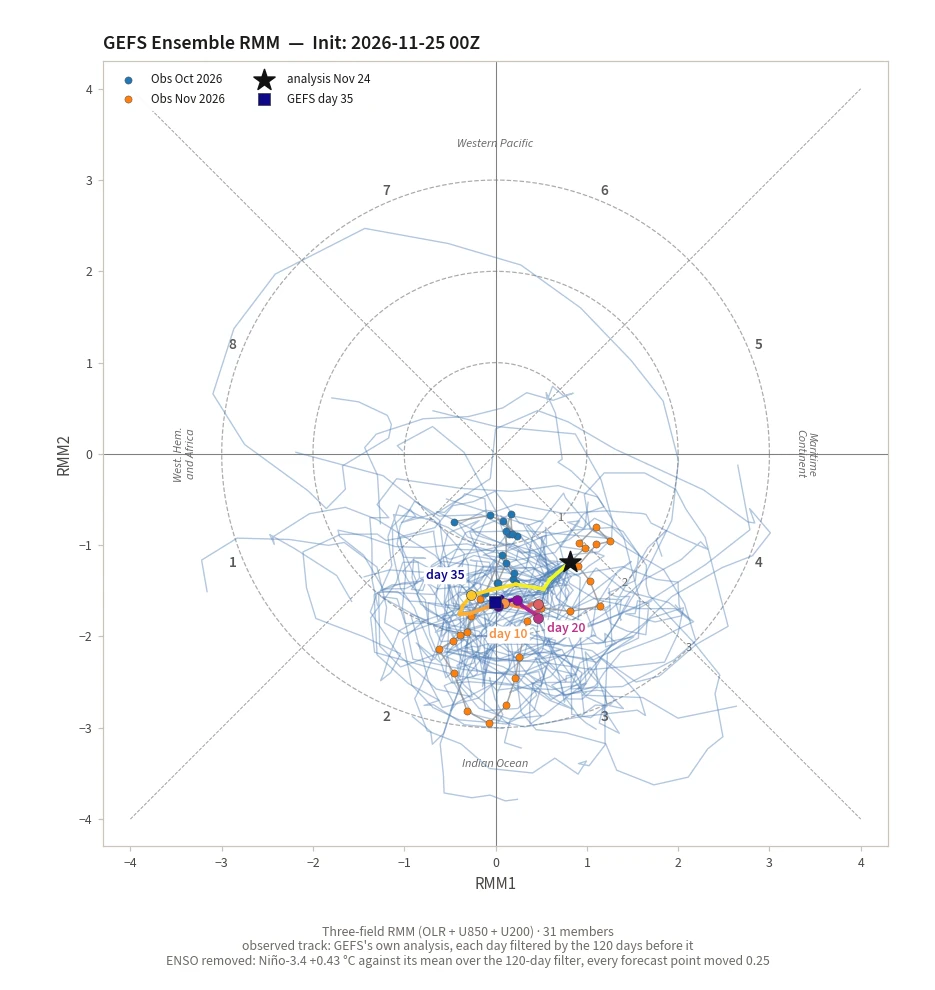 GEFS Ensemble RMM — Init: 2026-11-25 00Z
Obs Oct 2026
Obs Nov 2026
analysis Nov 24
GEFS day 35
Western Pacific
7
6
8
5
West. Hem.
and Africa
Maritime
Continent
1
4
2
3
Indian Ocean
1
2
3
day 35
day 10
day 20
4
3
2
1
0
−1
−2
−3
−4
RMM2
−4
−3
−2
−1
0
1
2
3
4
RMM1
Three-field RMM (OLR + U850 + U200) · 31 members
observed track: GEFS's own analysis, each day filtered by the 120 days before it
ENSO removed: Niño-3.4 +0.43 °C against its mean over the 120-day filter, every forecast point moved 0.25